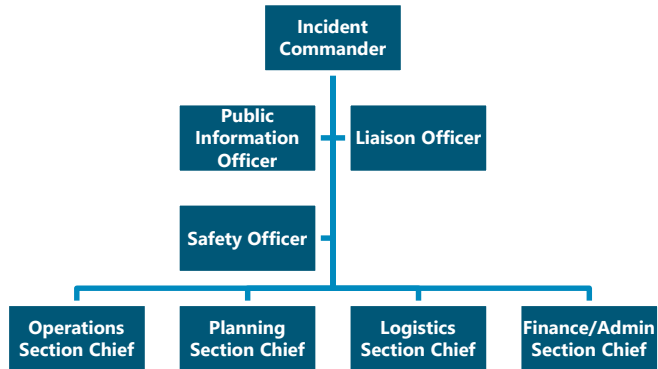 Incident
Commander
Public
Information
Officer
Liaison Officer
Safety Officer
Operations
Section Chief
Planning
Section Chief
Logistics
Section Chief
Finance/Admin
Section Chief